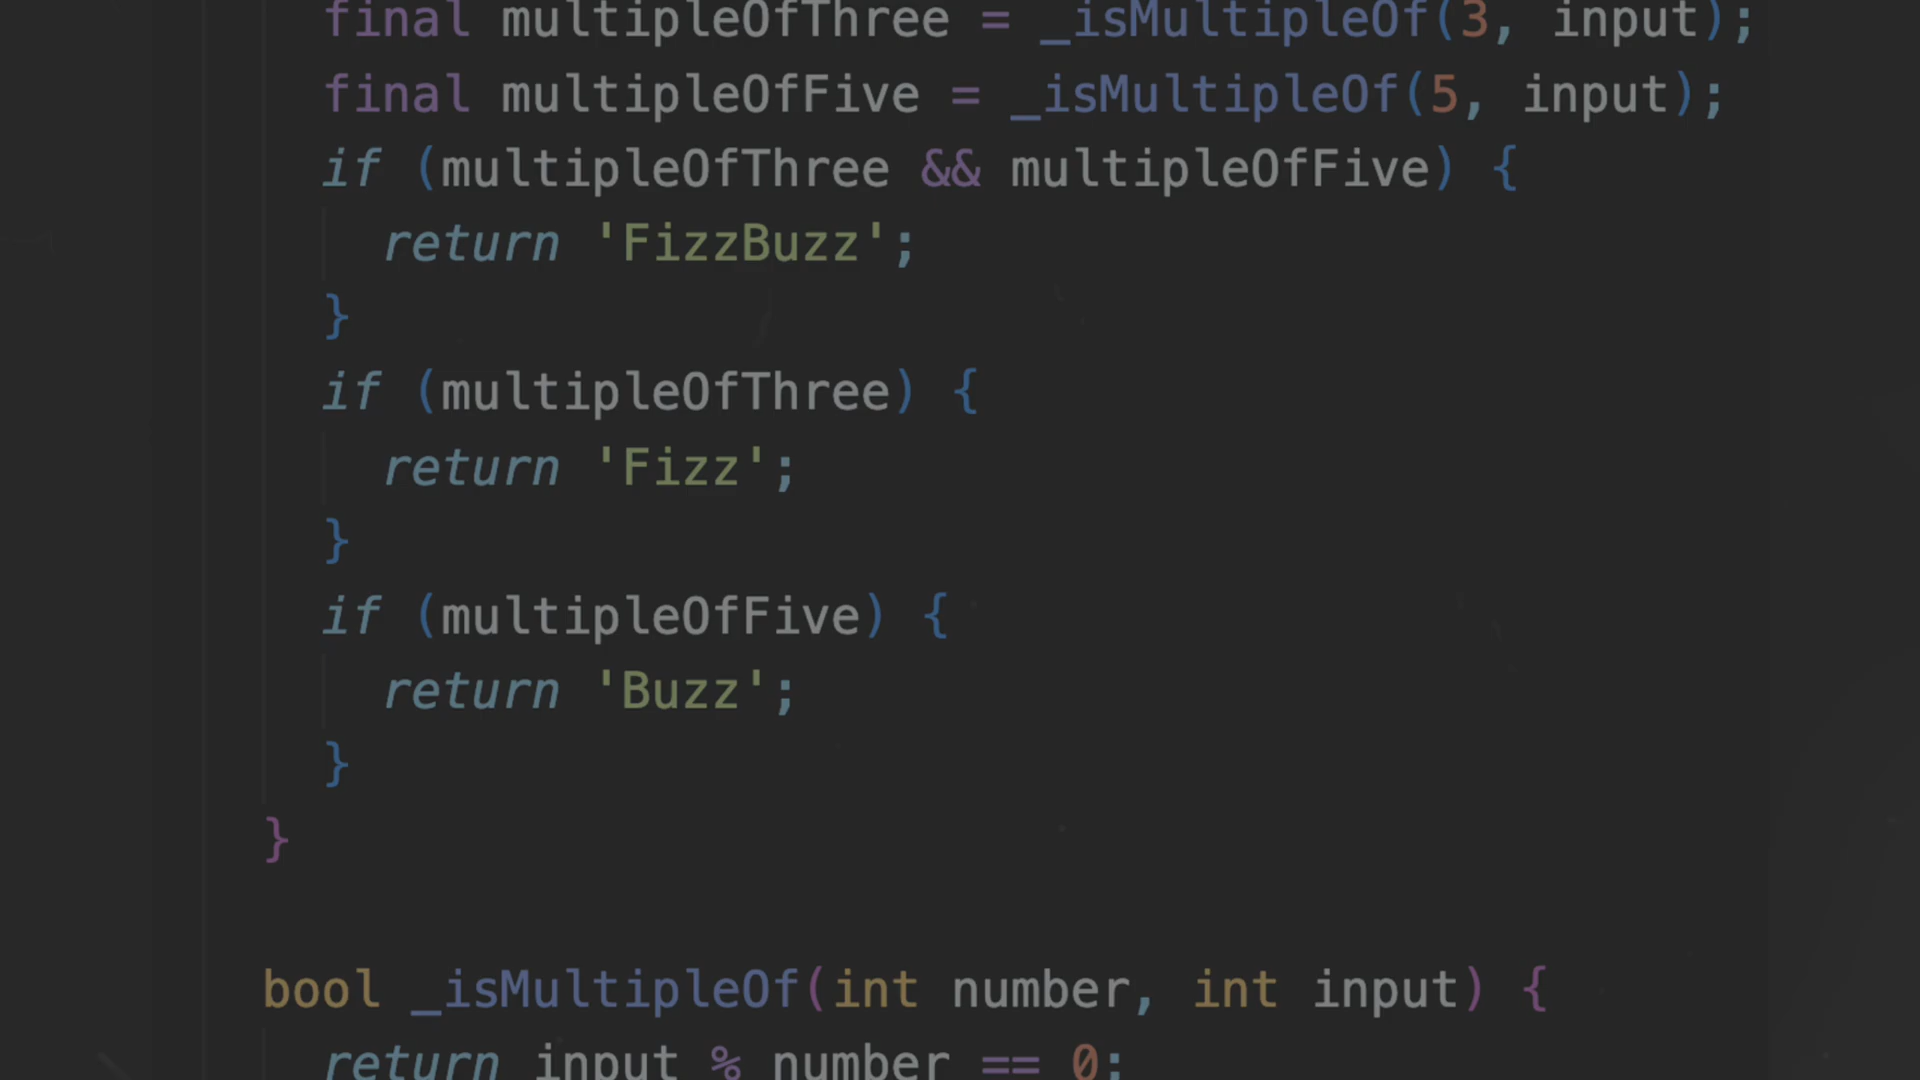 final multipleOfThree = _isMultipleOf(3, input);
final multipleOfFive = _isMultipleOf(5, input);
if (multipleOfThree && multipleOfFive) {
return 'FizzBuzz';
}
if (multipleOfThree) {
return 'Fizz';
}
if (multipleOfFive) {
return 'Buzz';
}
}
bool _isMultipleOf(int number, int input) {
return input % number == 0;